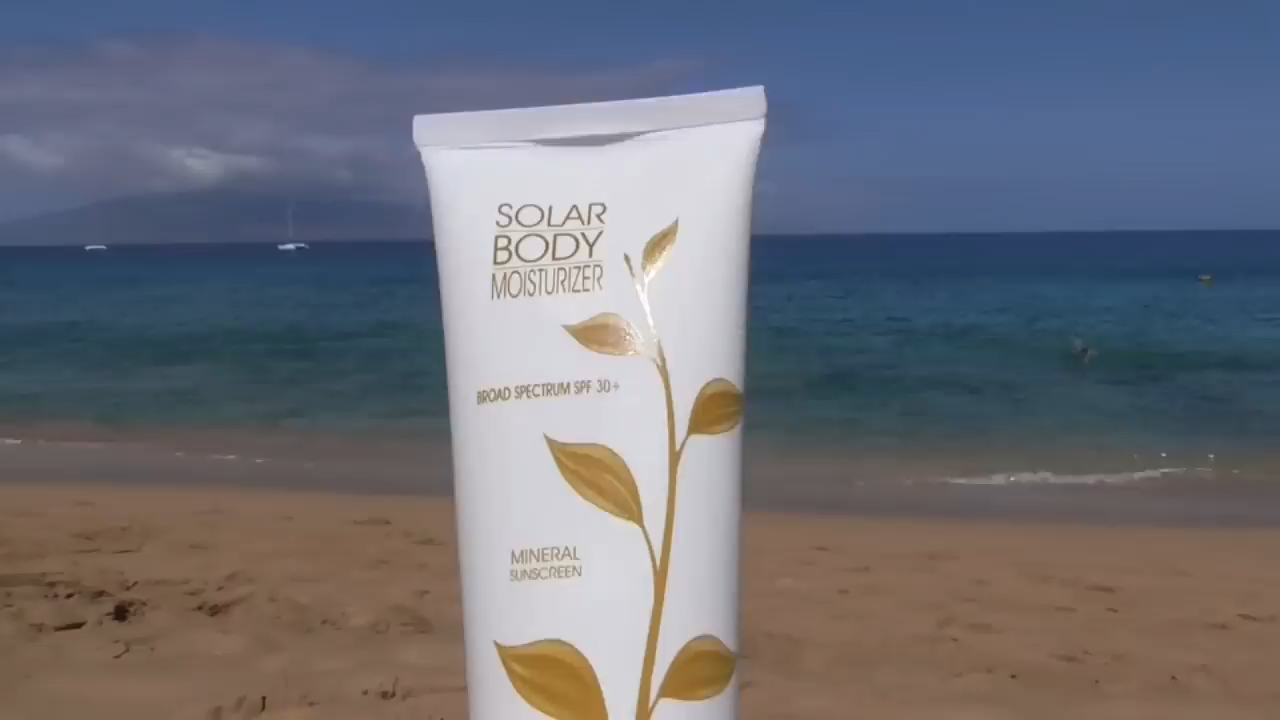 SOLAR
BODY
MOISTURIZER
BROAD SPECTRUM SPF 30+
MINERAL
SUNSCREEN